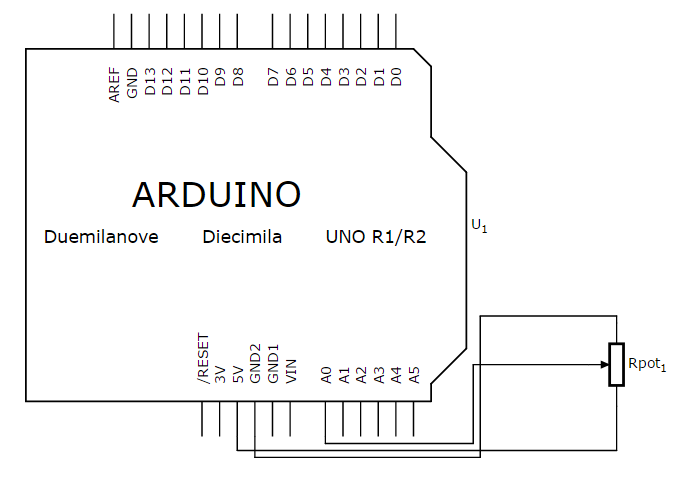 AREF GND D13 D12 D11 D10 D9 D8 D7 D6 D5 D4 D3 D2 D1 D0
ARDUINO
Duemilanove Diecimila UNO R1/R2
U1
/RESET 3V 5V GND2 GND1 VIN A0 A1 A2 A3 A4 A5
Rpot1